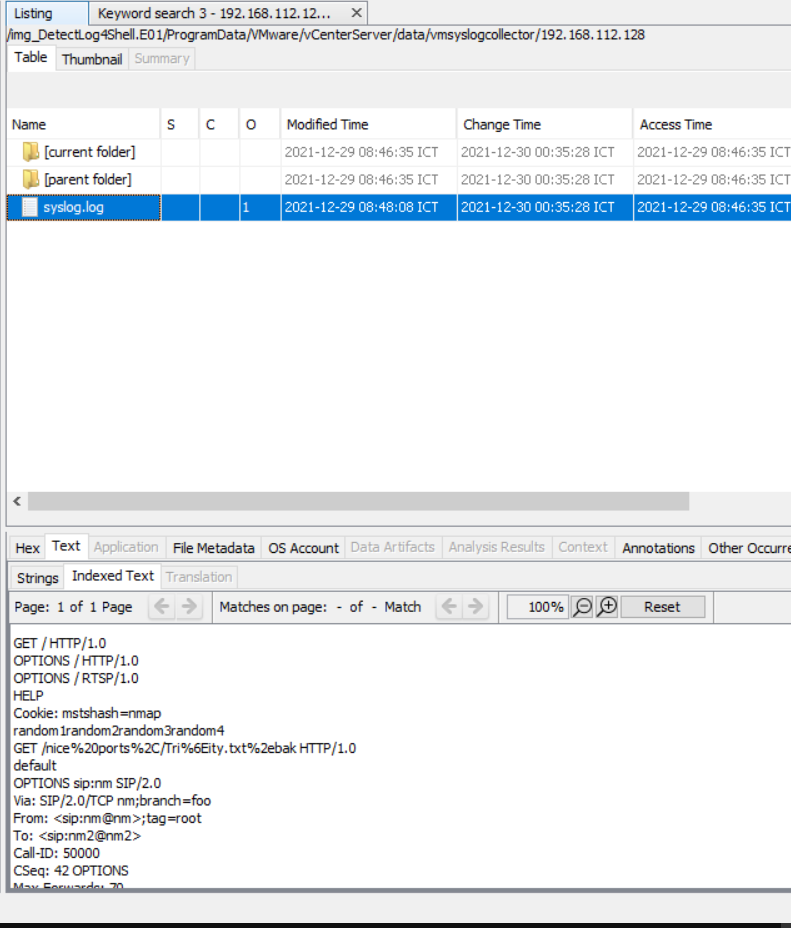 Listing Keyword search 3 - 192.168.112.12... ×
/img_DetectLog4Shell.E01/ProgramData/VMware/vCenterServer/data/vmsyslogcollector/192.168.112.128
Table Thumbnail Summary
Name S C O Modified Time Change Time Access Time
[current folder] 2021-12-29 08:46:35 ICT 2021-12-30 00:35:28 ICT 2021-12-29 08:46:35 ICT
[parent folder] 2021-12-29 08:46:35 ICT 2021-12-30 00:35:28 ICT 2021-12-29 08:46:35 ICT
syslog.log 1 2021-12-29 08:48:08 ICT 2021-12-30 00:35:28 ICT 2021-12-29 08:46:35 ICT
Hex Text Application File Metadata OS Account Data Artifacts Analysis Results Context Annotations Other Occurre
Strings Indexed Text Translation
Page: 1 of 1 Page Matches on page: - of - Match 100% Reset
GET / HTTP/1.0
OPTIONS / HTTP/1.0
OPTIONS / RTSP/1.0
HELP
Cookie: mstshash=nmap
random1random2random3random4
GET /nice%20ports%2C/Tri%6Eity.txt%2ebak HTTP/1.0
default
OPTIONS sip:nm SIP/2.0
Via: SIP/2.0/TCP nm;branch=foo
From: <sip:nm@nm>;tag=root
To: <sip:nm2@nm2>
Call-ID: 50000
CSeq: 42 OPTIONS
Max-Forwards: 70